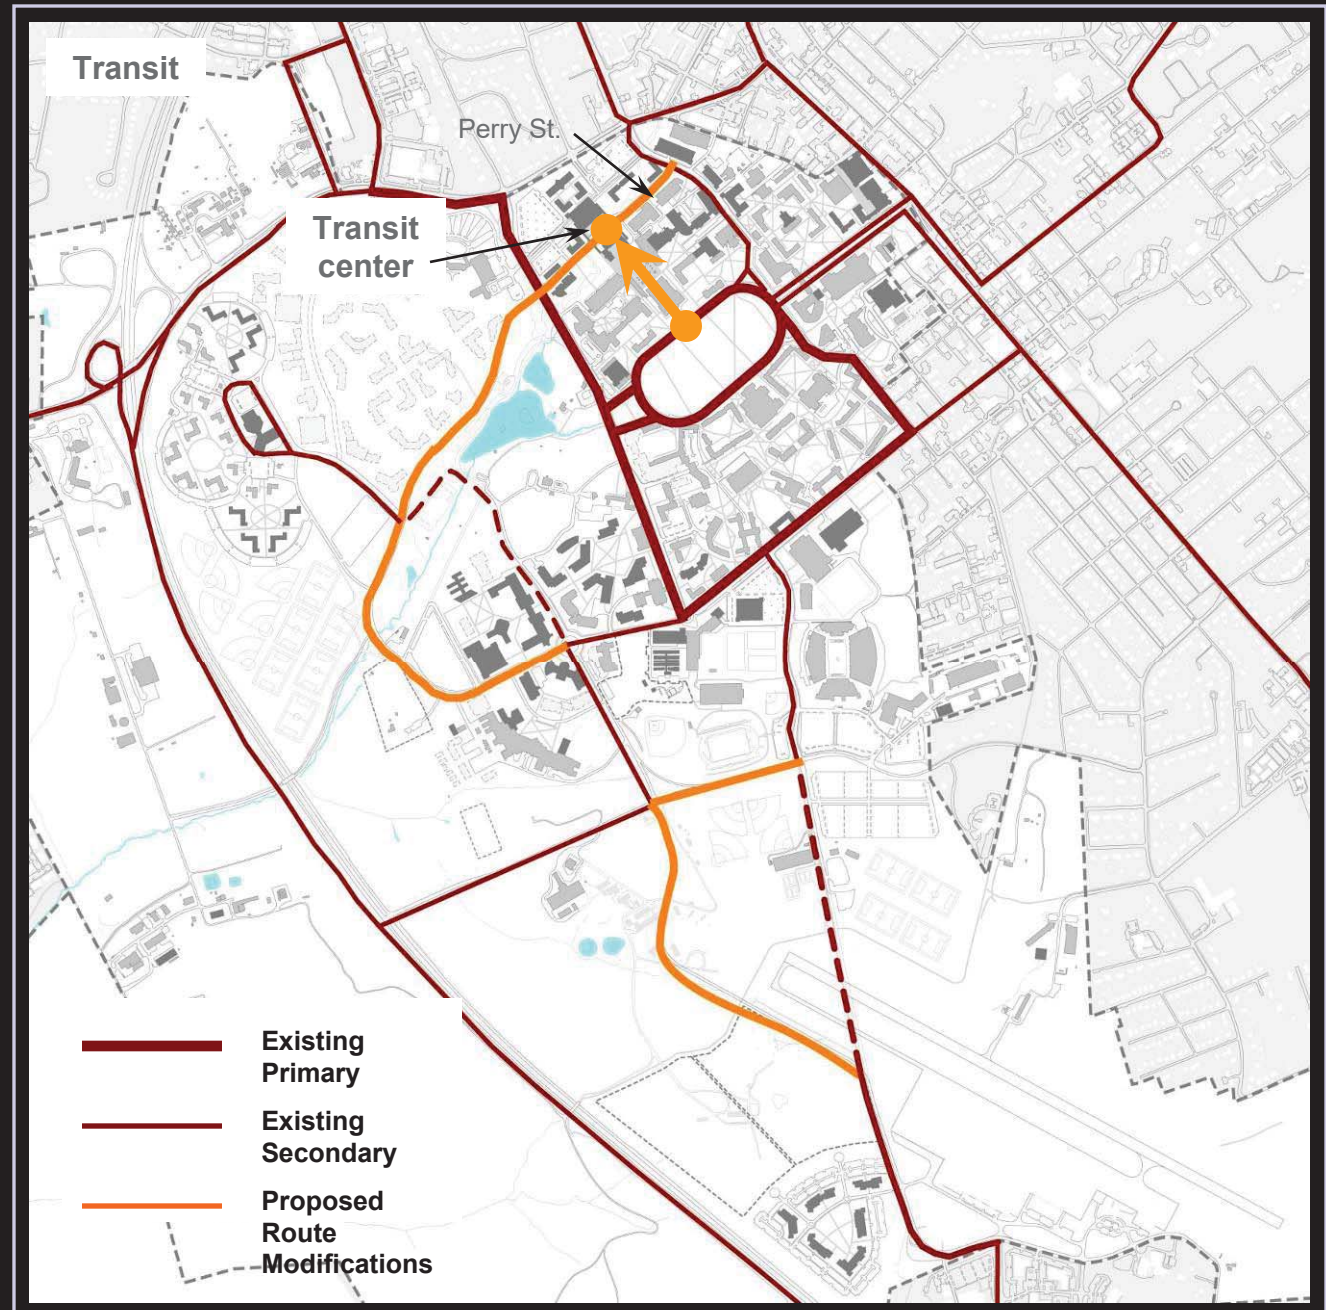 Transit
Perry St.
Transit
center
Existing
Primary
Existing
Secondary
Proposed
Route
Modifications